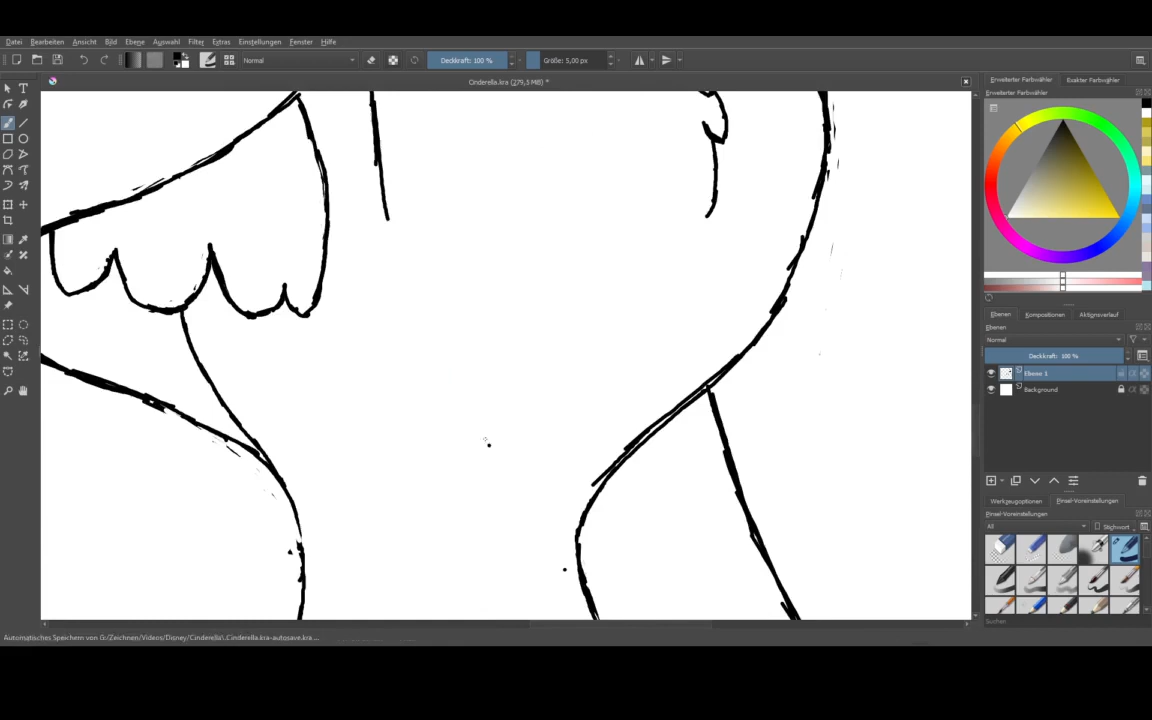 Datei Bearbeiten Ansicht Bild Ebene Auswahl Filter Extras Einstellungen Fenster Hilfe
Normal Deckkraft: 100 % Größe: 5,00 px
Cinderella.kra (279,5 MiB) *
Erweiterter Farbwähler Exakter Farbwähler
Erweiterter Farbwähler
Ebenen Kompositionen Aktionsverlauf
Ebenen
Normal
Deckkraft: 100 %
Ebene 1
Background
Werkzeugoptionen Pinsel-Voreinstellungen
Pinsel-Voreinstellungen
All Stichwort
Suchen
Automatisches Speichern von G:/Zeichnen/Videos/Disney/Cinderella\.Cinderella.kra-autosave.kra ...